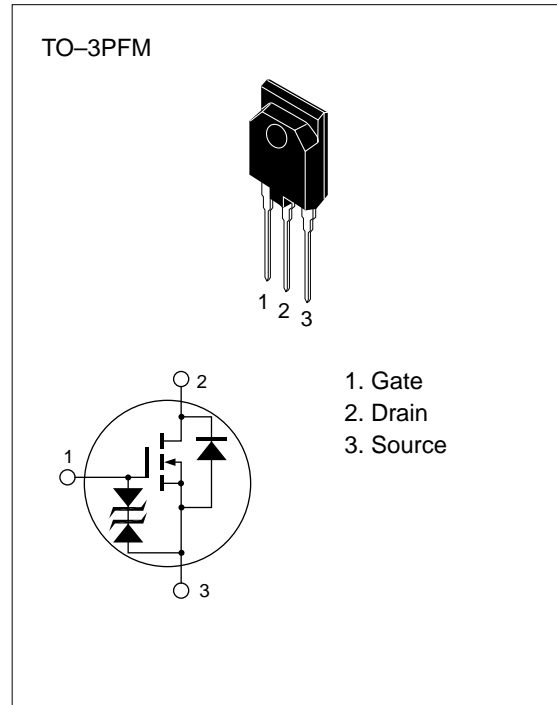 TO–3PFM
1 2 3
2
1
3
1. Gate
2. Drain
3. Source